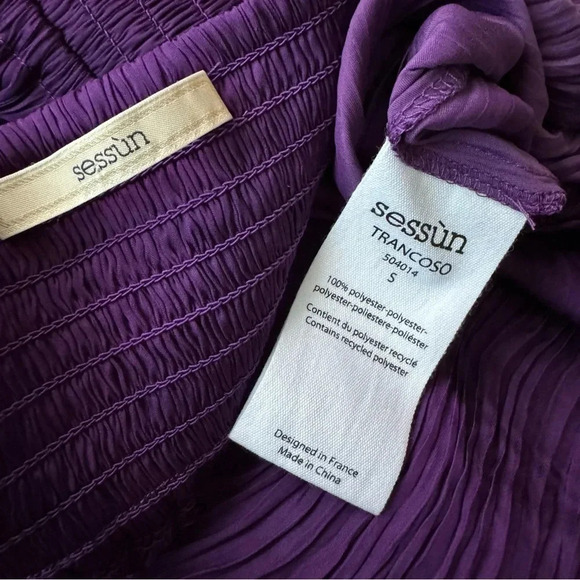 sessùn
sessùn
TRANCOSO
504014
S
100% polyester-polyester-
polyester-poliestere-poliéster
Contient du polyester recyclé
Contains recycled polyester
Designed in France
Made in China